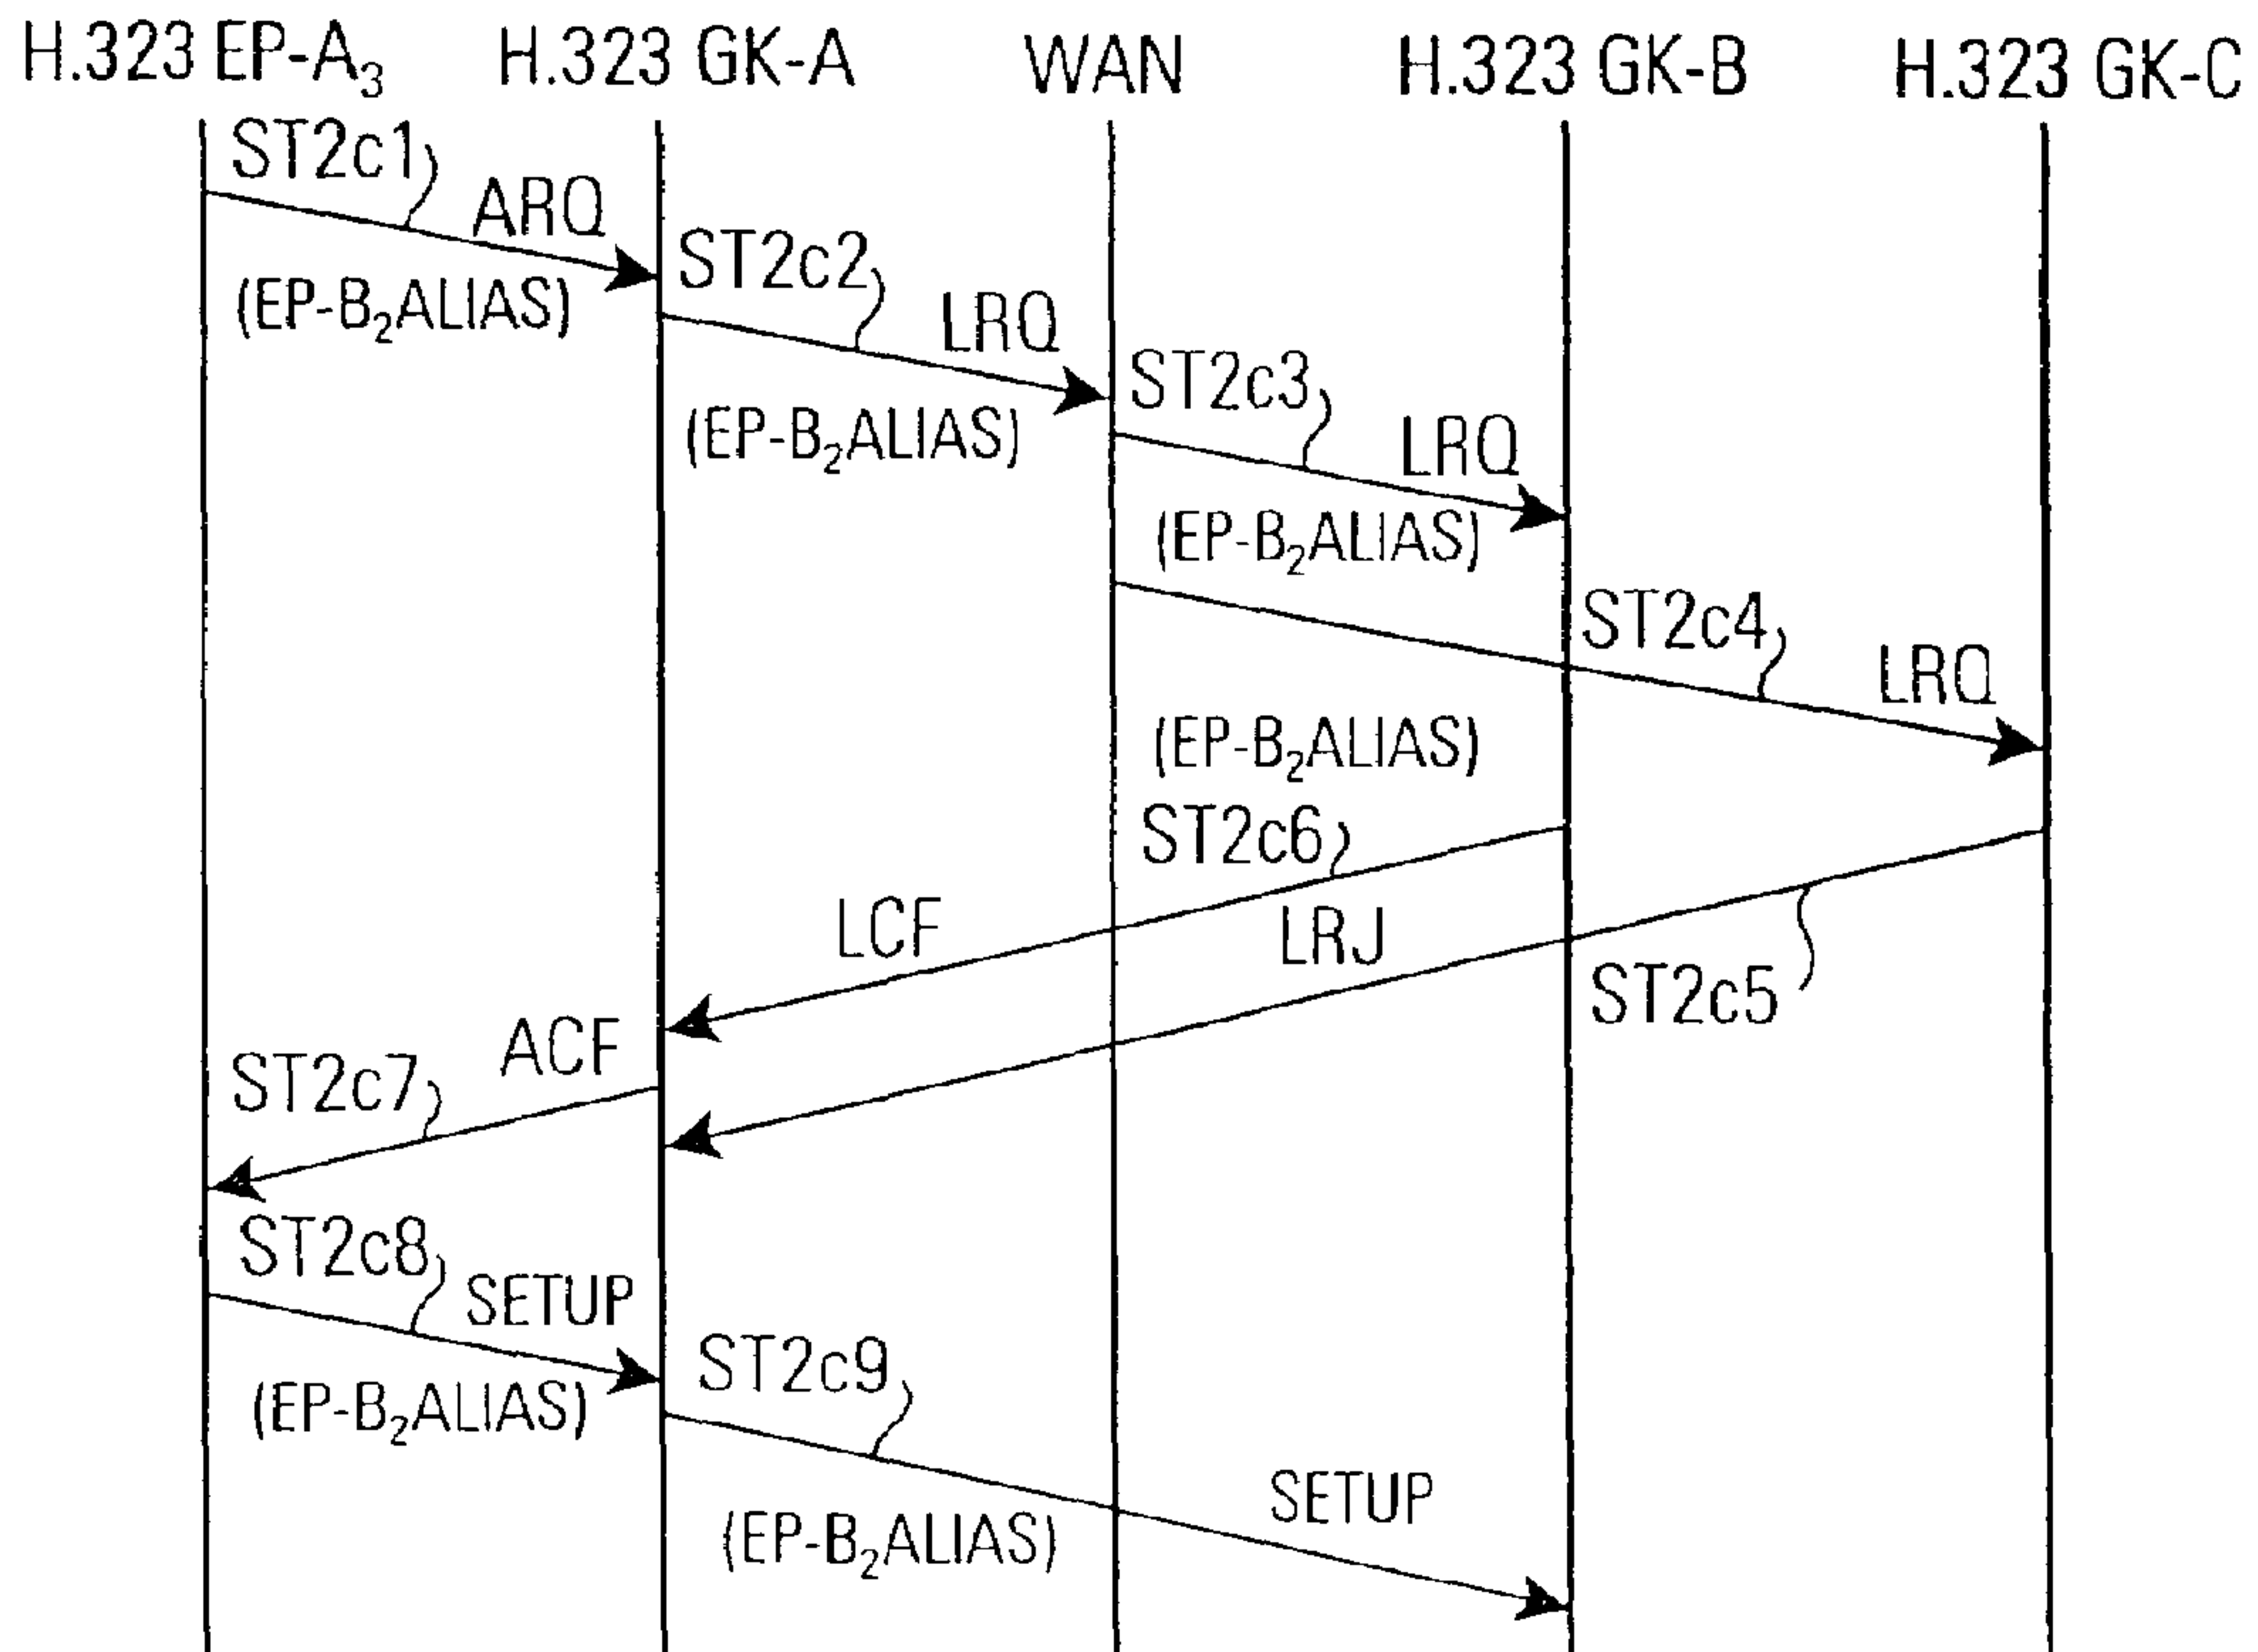 H.323 EP-A₃ H.323 GK-A WAN H.323 GK-B H.323 GK-C
ST2c1
ARQ
(EP-B₂ALIAS)
ST2c2
LRQ
(EP-B₂ALIAS)
ST2c3
LRQ
(EP-B₂ALIAS)
ST2c4
LRQ
(EP-B₂ALIAS)
ST2c6
LCF
LRJ
ST2c5
ACF
ST2c7
ST2c8
SETUP
(EP-B₂ALIAS)
ST2c9
SETUP
(EP-B₂ALIAS)